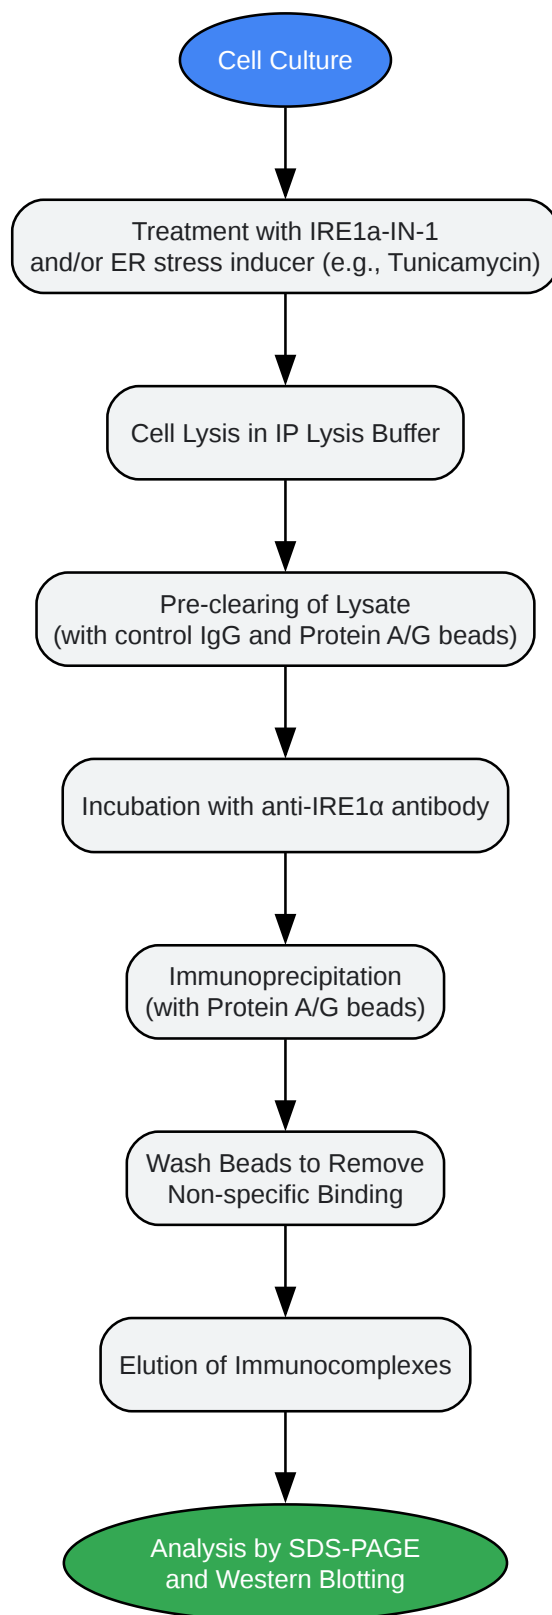 Cell Culture
Treatment with IRE1a-IN-1
and/or ER stress inducer (e.g., Tunicamycin)
Cell Lysis in IP Lysis Buffer
Pre-clearing of Lysate
(with control IgG and Protein A/G beads)
Incubation with anti-IRE1α antibody
Immunoprecipitation
(with Protein A/G beads)
Wash Beads to Remove
Non-specific Binding
Elution of Immunocomplexes
Analysis by SDS-PAGE
and Western Blotting